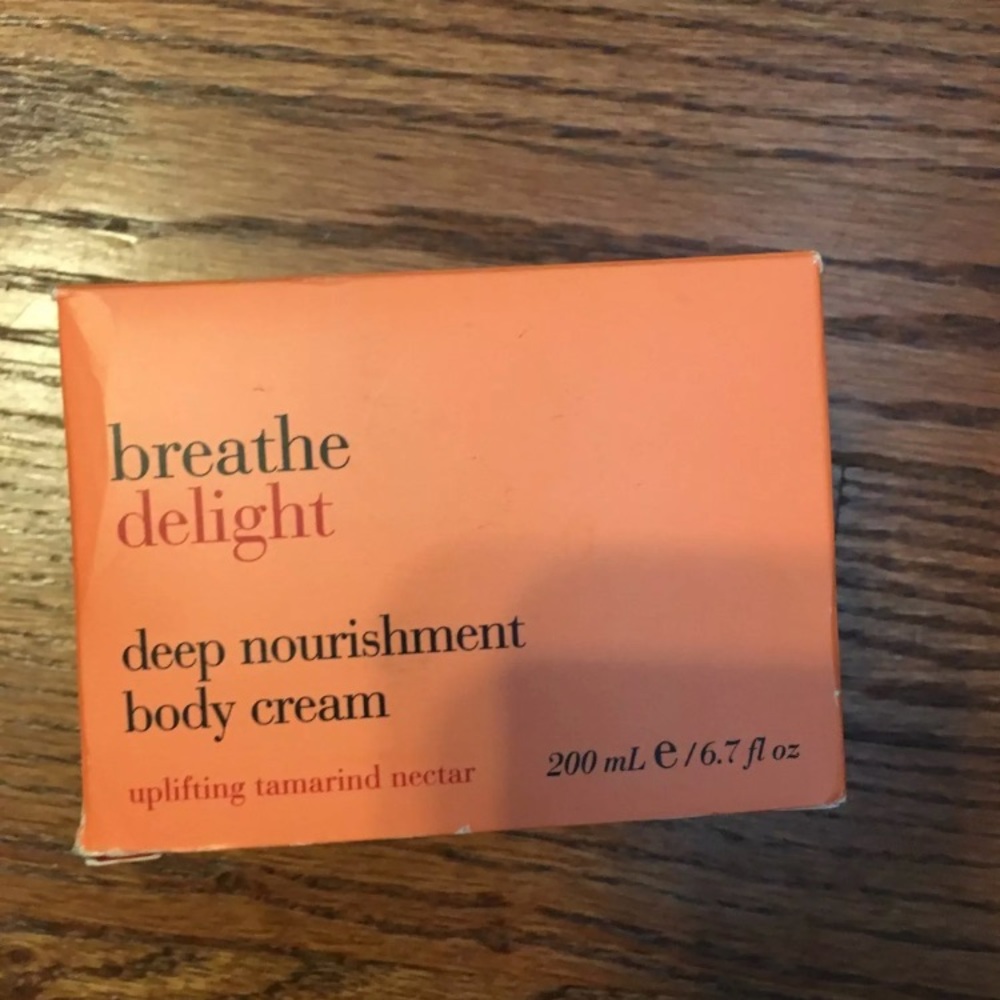 breathe
delight
deep nourishment
body cream
uplifting tamarind nectar
200 mL ℮ / 6.7 fl oz